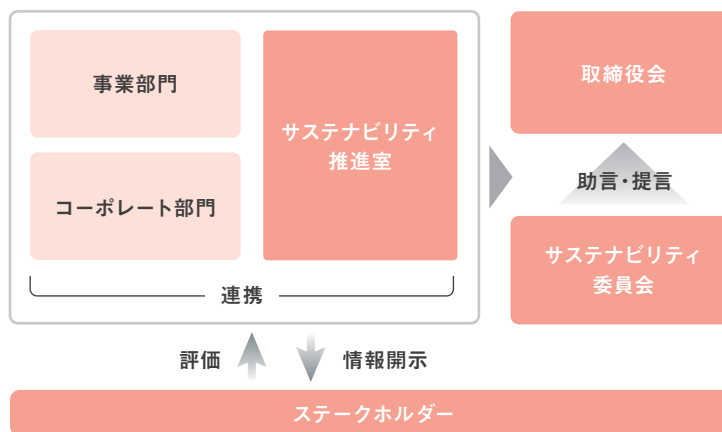 事業部門
コーポレート部門
サステナビリティ
推進室
連携
取締役会
助言・提言
サステナビリティ
委員会
評価
情報開示
ステークホルダー